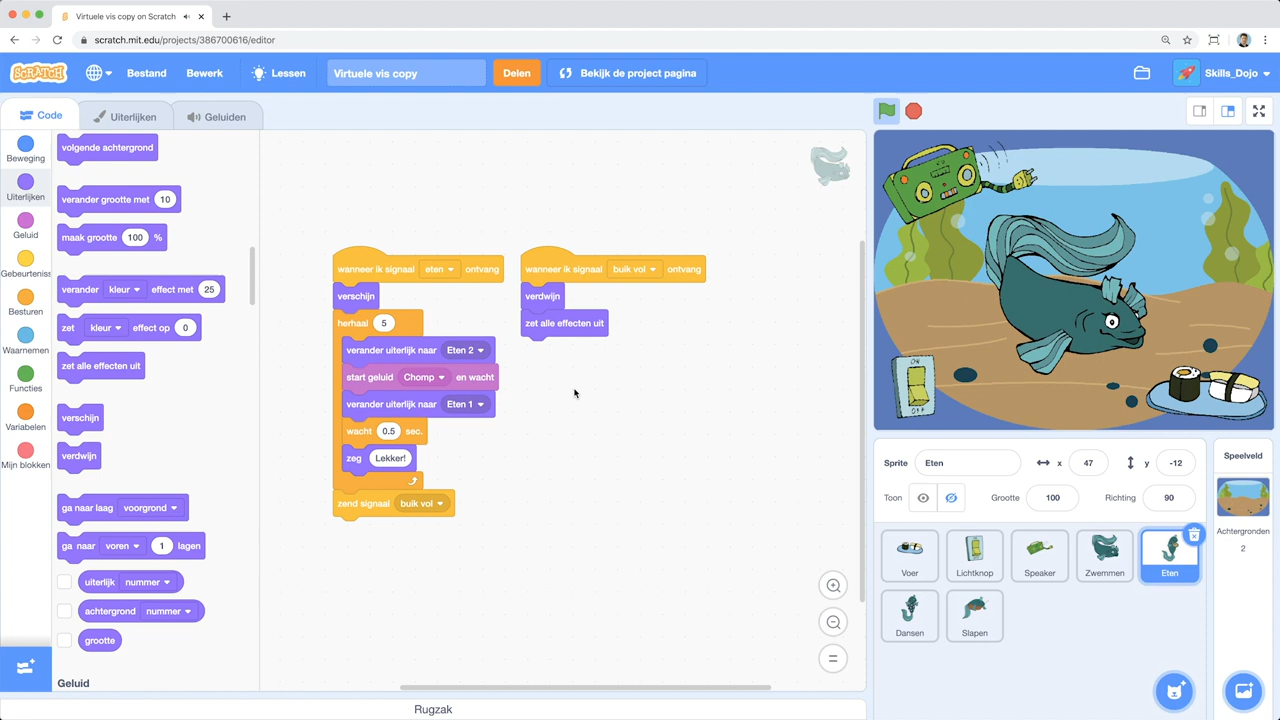 Virtuele vis copy on Scratch
scratch.mit.edu/projects/386700616/editor
SCRATCH
Bestand
Bewerk
Lessen
Virtuele vis copy
Delen
Bekijk de project pagina
Skills_Dojo
Code
Uiterlijken
Geluiden
Beweging
Uiterlijken
Geluid
Gebeurtenis
Besturen
Waarnemen
Functies
Variabelen
Mijn blokken
volgende achtergrond
verander grootte met 10
maak grootte 100 %
verander kleur effect met 25
zet kleur effect op 0
zet alle effecten uit
verschijn
verdwijn
ga naar laag voorgrond
ga naar voren 1 lagen
uiterlijk nummer
achtergrond nummer
grootte
Geluid
wanneer ik signaal eten ontvang
verschijn
herhaal 5
verander uiterlijk naar Eten 2
start geluid Chomp en wacht
verander uiterlijk naar Eten 1
wacht 0.5 sec.
zeg Lekker!
zend signaal buik vol
wanneer ik signaal buik vol ontvang
verdwijn
zet alle effecten uit
ON
OFF
Sprite Eten x 47 y -12
Toon Grootte 100 Richting 90
Voer
Lichtknop
Speaker
Zwemmen
Eten
Dansen
Slapen
Speelveld
Achtergronden
2
Rugzak